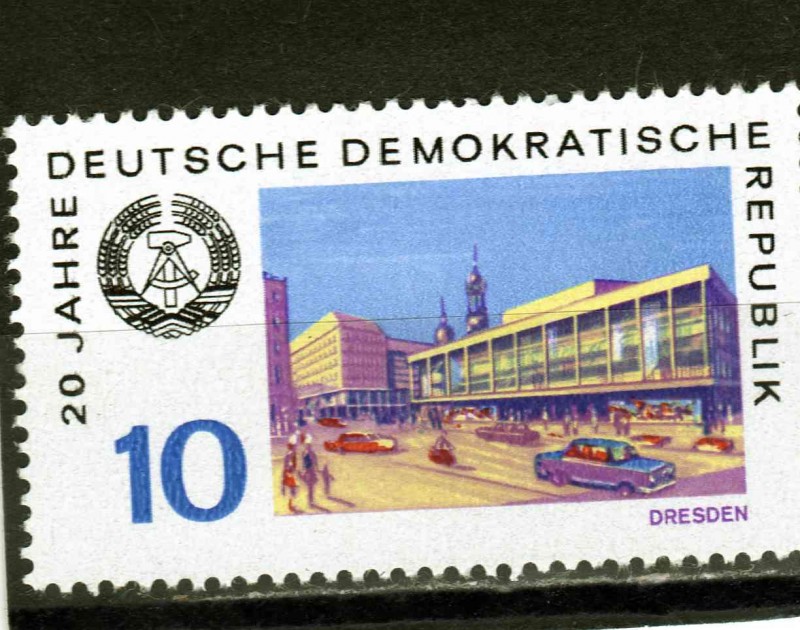 20 JAHRE
DEUTSCHE DEMOKRATISCHE
REPUBLIK
10
DRESDEN